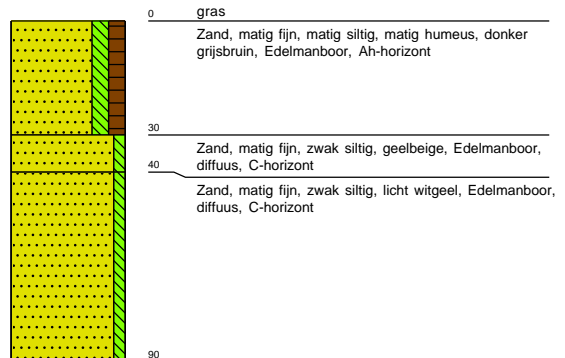 0 gras
Zand, matig fijn, matig siltig, matig humeus, donker
grijsbruin, Edelmanboor, Ah-horizont
30
Zand, matig fijn, zwak siltig, geelbeige, Edelmanboor,
diffuus, C-horizont
40
Zand, matig fijn, zwak siltig, licht witgeel, Edelmanboor,
diffuus, C-horizont
90